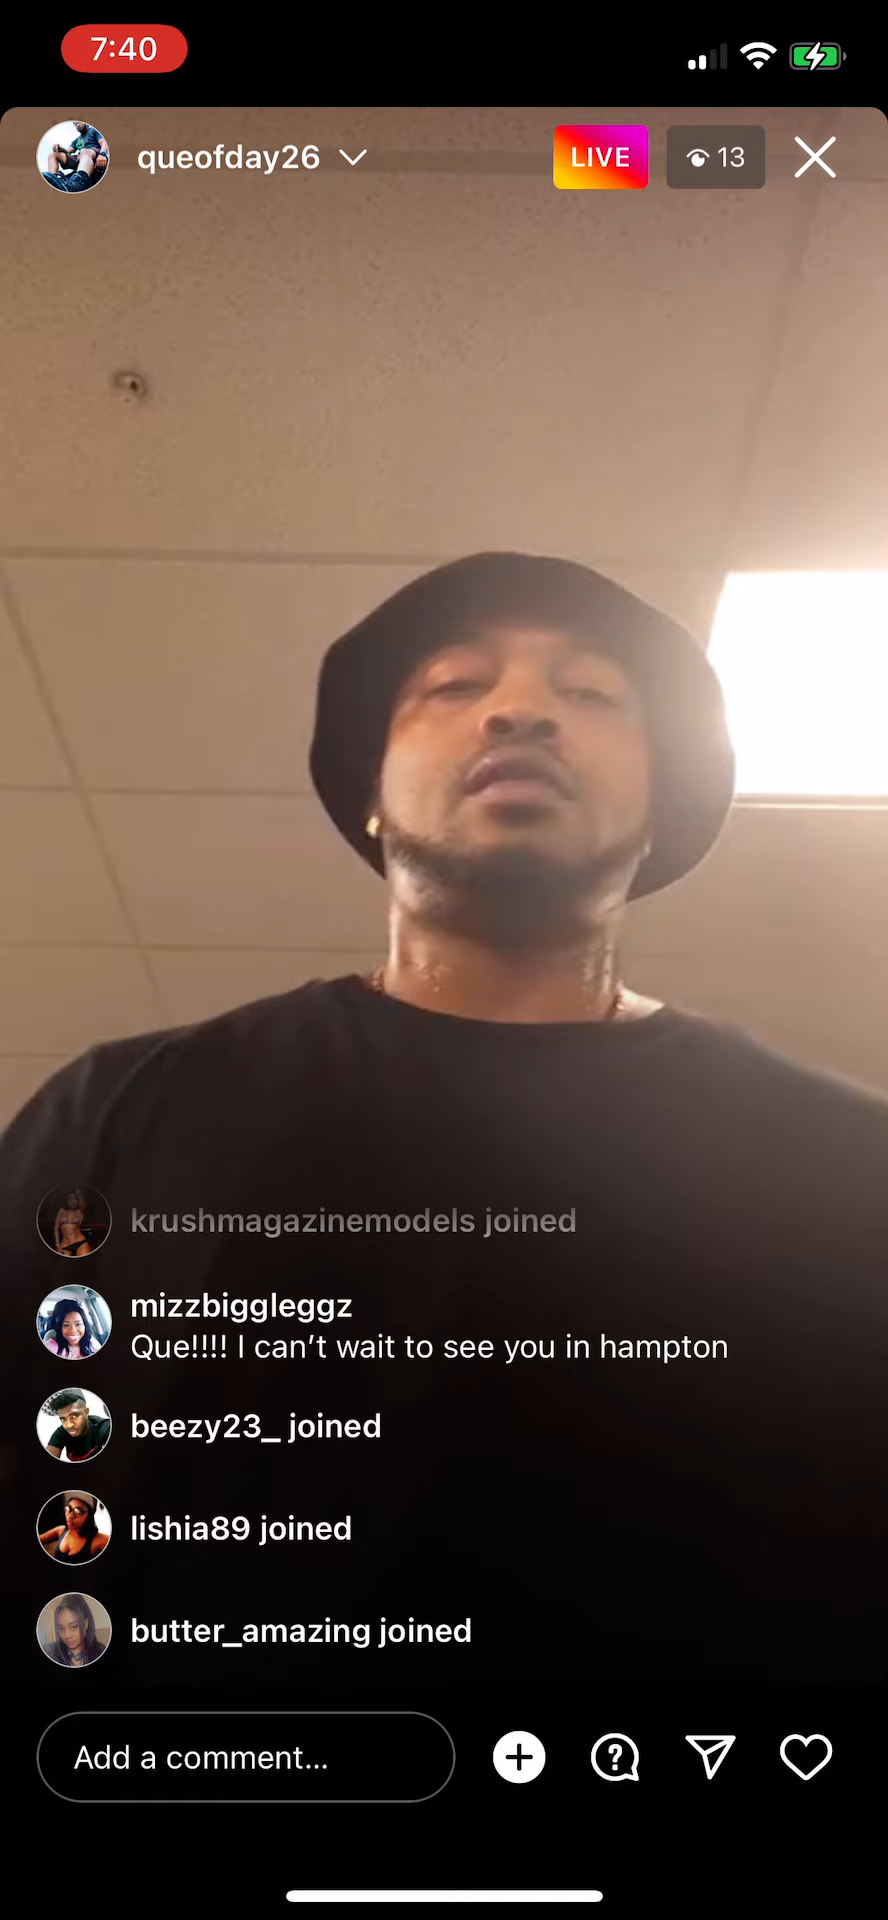 7:40
queofday26
LIVE
13
krushmagazinemodels joined
mizzbiggleggz
Que!!!! I can’t wait to see you in hampton
beezy23_ joined
lishia89 joined
butter_amazing joined
Add a comment...